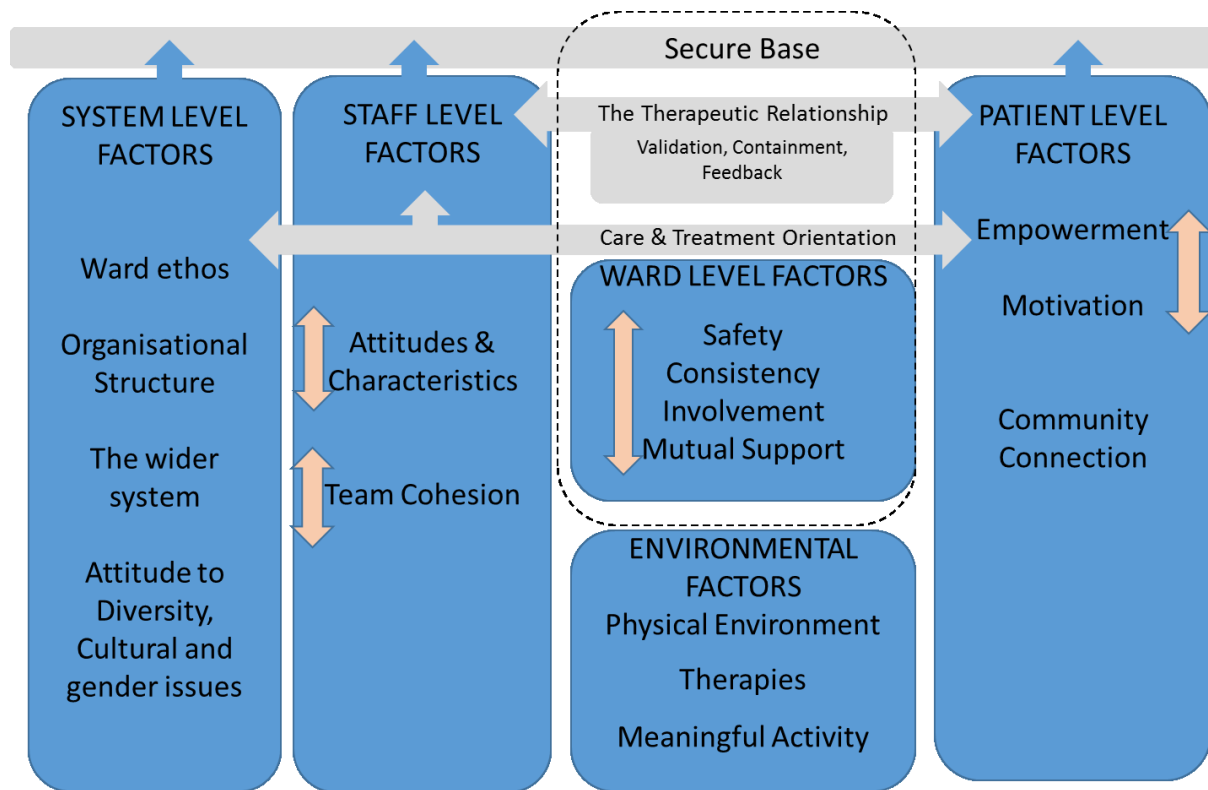 Secure Base
SYSTEM LEVEL
FACTORS
Ward ethos
Organisational
Structure
The wider
system
Attitude to
Diversity,
Cultural and
gender issues
STAFF LEVEL
FACTORS
Attitudes &
Characteristics
Team Cohesion
The Therapeutic Relationship
Validation, Containment,
Feedback
Care & Treatment Orientation
WARD LEVEL FACTORS
Safety
Consistency
Involvement
Mutual Support
ENVIRONMENTAL
FACTORS
Physical Environment
Therapies
Meaningful Activity
PATIENT LEVEL
FACTORS
Empowerment
Motivation
Community
Connection